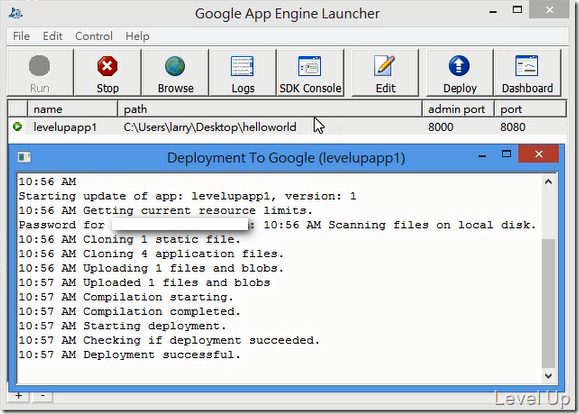 Google App Engine Launcher
File Edit Control Help
Run Stop Browse Logs SDK Console Edit Deploy Dashboard
name path admin port port
levelupapp1 C:\Users\larry\Desktop\helloworld 8000 8080
Deployment To Google (levelupapp1)
10:56 AM
Starting update of app: levelupapp1, version: 1
10:56 AM Getting current resource limits.
Password for : 10:56 AM Scanning files on local disk.
10:56 AM Cloning 1 static file.
10:56 AM Cloning 4 application files.
10:56 AM Uploading 1 files and blobs.
10:57 AM Uploaded 1 files and blobs
10:57 AM Compilation starting.
10:57 AM Compilation completed.
10:57 AM Starting deployment.
10:57 AM Checking if deployment succeeded.
10:57 AM Deployment successful.
+ -
Level Up